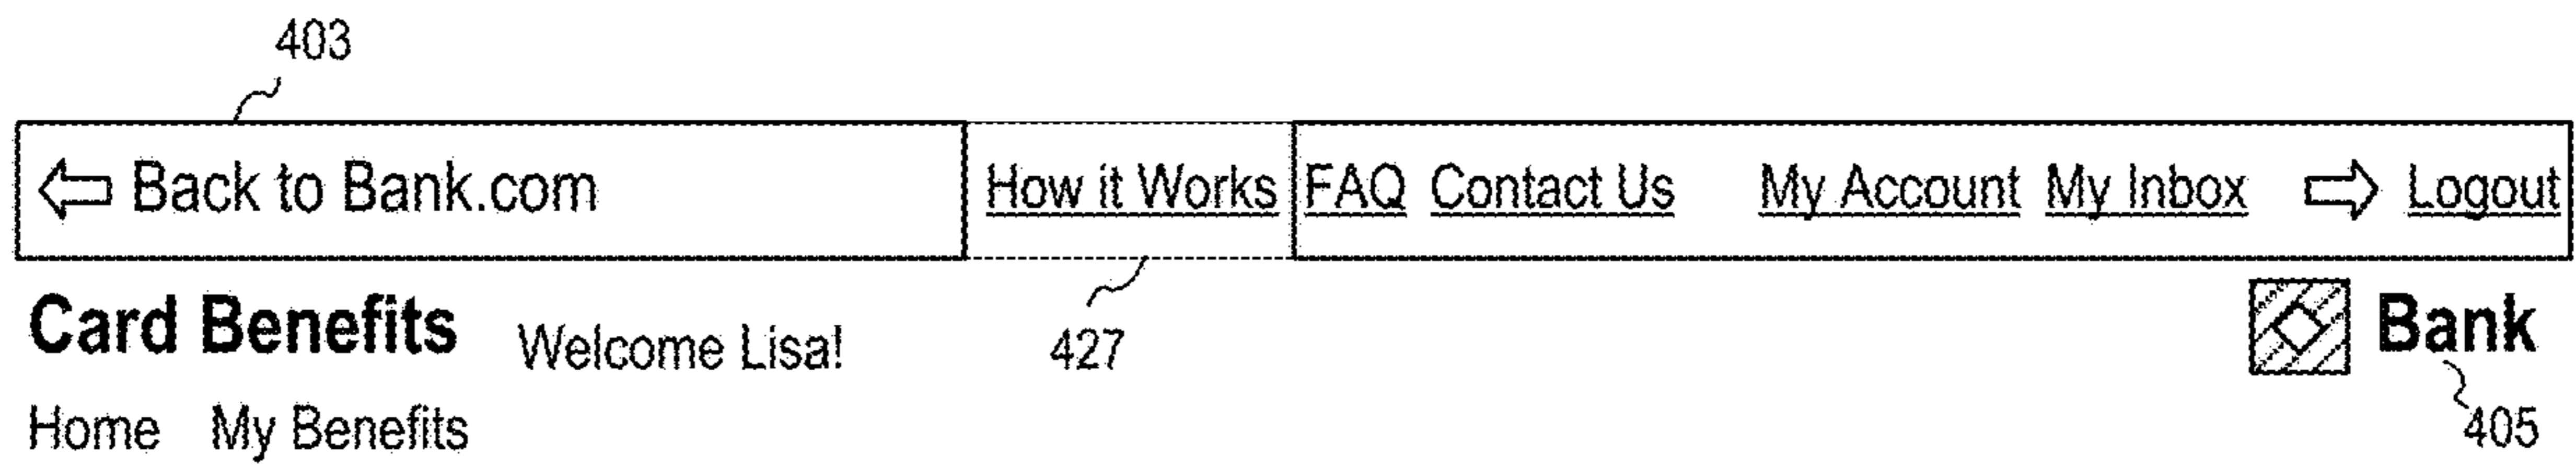 403
Back to Bank.com How it Works FAQ Contact Us My Account My Inbox Logout
Card Benefits Welcome Lisa! 427 Bank
Home My Benefits 405